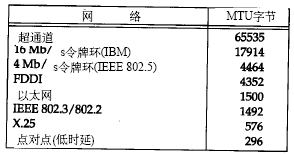 网 络 MTU字节
超通道 65535
16 Mb/s令牌环(IBM) 17914
4 Mb/s令牌环(IEEE 802.5) 4464
FDDI 4352
以太网 1500
IEEE 802.3/802.2 1492
X.25 576
点对点(低时延) 296